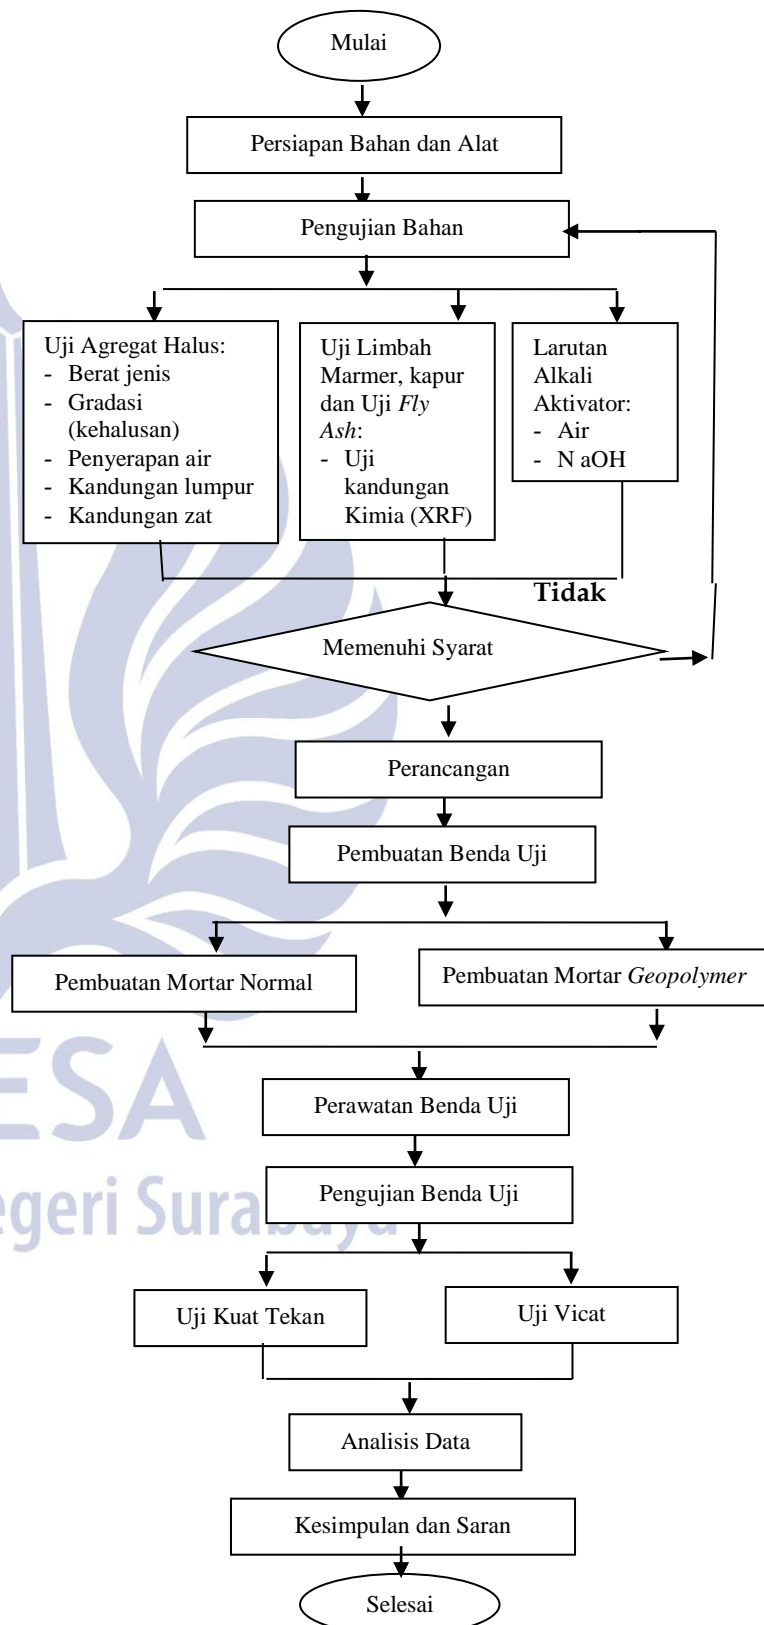 Mulai
Persiapan Bahan dan Alat
Pengujian Bahan
Uji Agregat Halus:
- Berat jenis
- Gradasi
(kehalusan)
- Penyerapan air
- Kandungan lumpur
- Kandungan zat
Uji Limbah
Marmer, kapur
dan Uji Fly
Ash:
- Uji
kandungan
Kimia (XRF)
Larutan
Alkali
Aktivator:
- Air
- N aOH
Tidak
Memenuhi Syarat
Perancangan
Pembuatan Benda Uji
Pembuatan Mortar Normal
Pembuatan Mortar Geopolymer
ESA
Perawatan Benda Uji
Pengujian Benda Uji
egeri Surabaya
Uji Kuat Tekan
Uji Vicat
Analisis Data
Kesimpulan dan Saran
Selesai